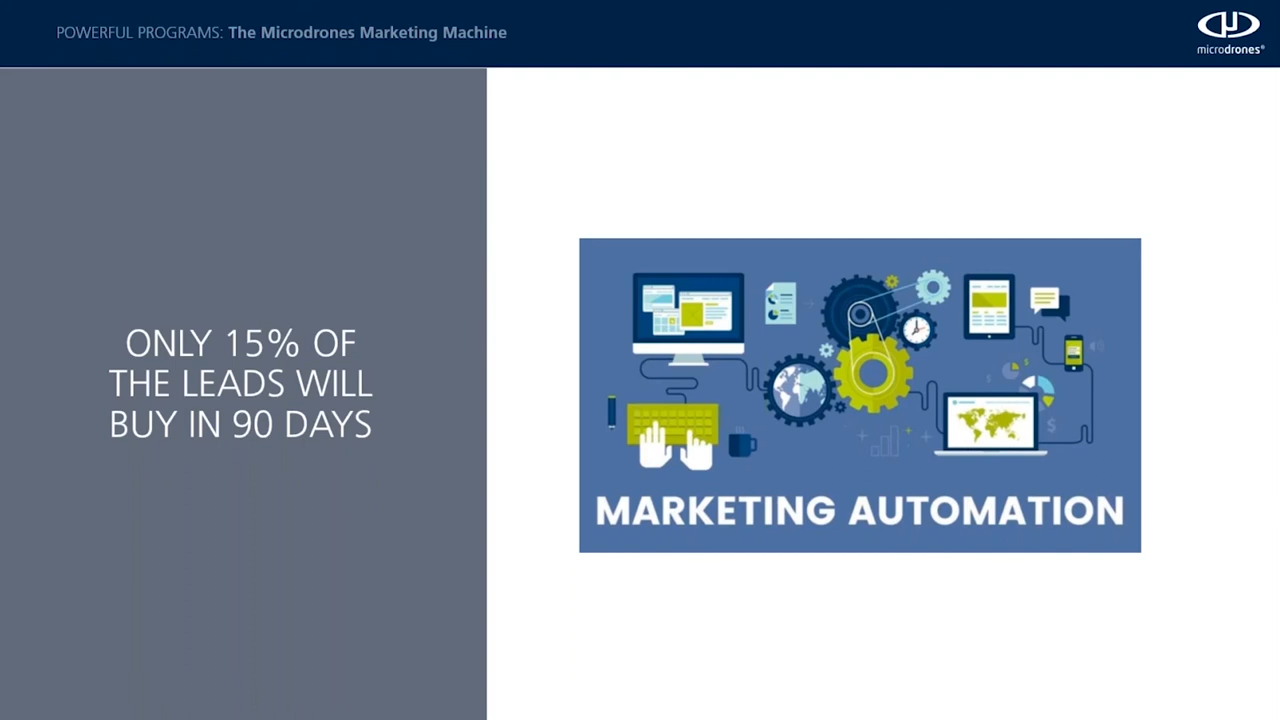 POWERFUL PROGRAMS: The Microdrones Marketing Machine
microdrones®
ONLY 15% OF
THE LEADS WILL
BUY IN 90 DAYS
$
$
$
MARKETING AUTOMATION